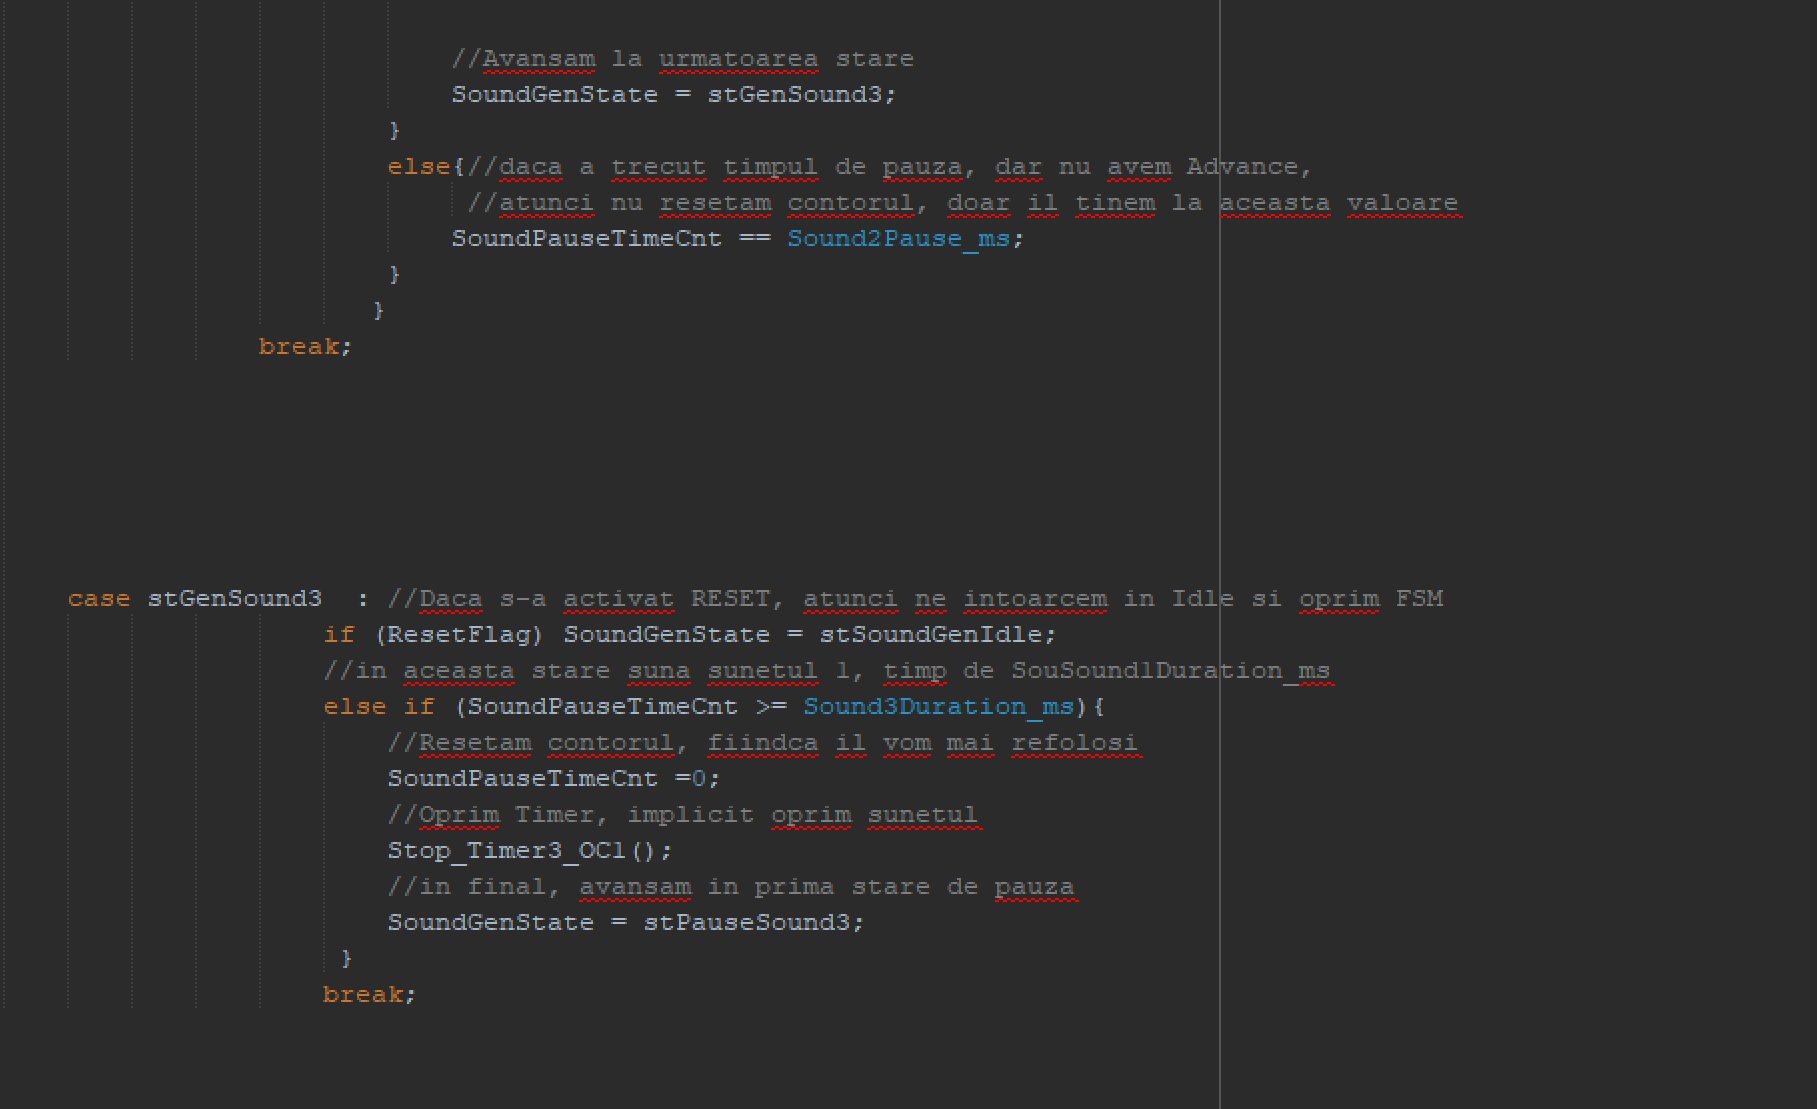 //Avansam la urmatoarea stare
SoundGenState = stGenSound3;
}
else{//daca a trecut timpul de pauza, dar nu avem Advance,
//atunci nu resetam contorul, doar il tinem la aceasta valoare
SoundPauseTimeCnt == Sound2Pause_ms;
}
}
break;
case stGenSound3  : //Daca s-a activat RESET, atunci ne intoarcem in Idle si oprim FSM
if (ResetFlag) SoundGenState = stSoundGenIdle;
//in aceasta stare suna sunetul 1, timp de SouSound1Duration_ms
else if (SoundPauseTimeCnt >= Sound3Duration_ms){
//Resetam contorul, fiindca il vom mai refolosi
SoundPauseTimeCnt =0;
//Oprim Timer, implicit oprim sunetul
Stop_Timer3_OC1();
//in final, avansam in prima stare de pauza
SoundGenState = stPauseSound3;
}
break;